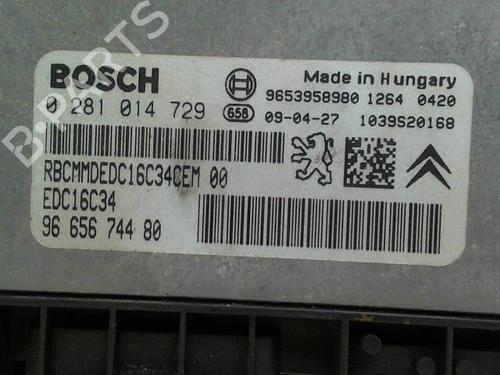 BOSCH
Made in Hungary
0 281 014 729
658
9653958980 1264 0420
09-04-27 1039S20168
RBCMMDEDC16C34CEM 00
EDC16C34
96 656 744 80
B-PARTS